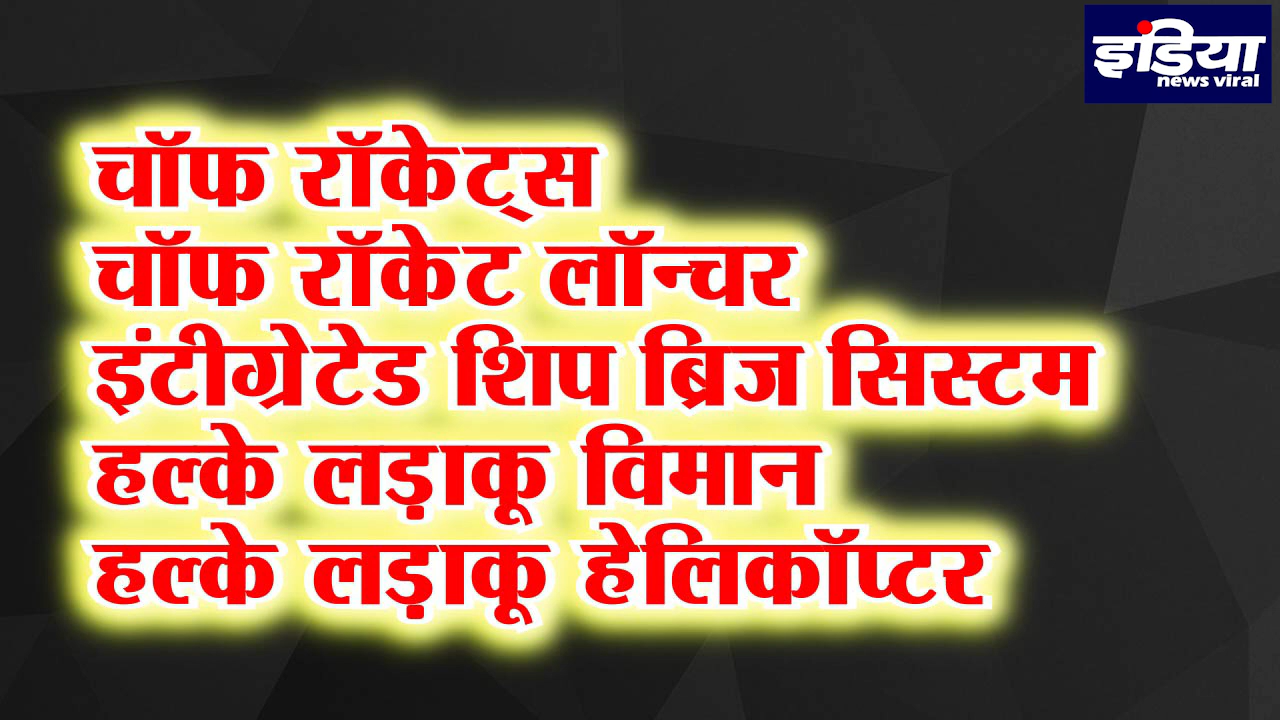 इंडिया
news viral
चॉफ रॉकेट्स
चॉफ रॉकेट लॉन्चर
इंटीग्रेटेड शिप ब्रिज सिस्टम
हल्के लड़ाकू विमान
हल्के लड़ाकू हेलिकॉप्टर